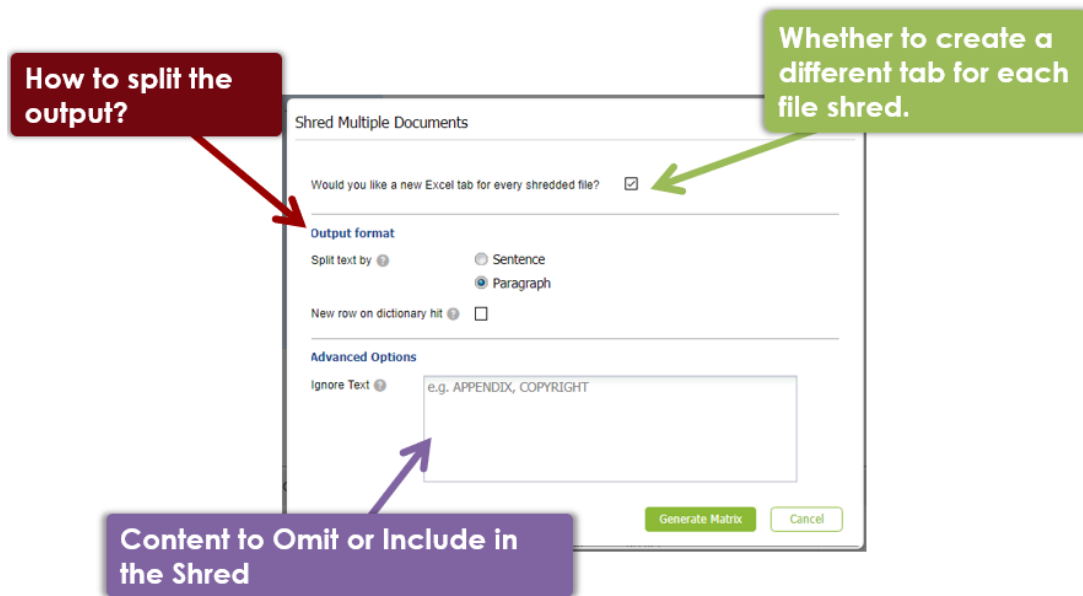 Whether to create a
different tab for each
file shred.
How to split the
output?
Shred Multiple Documents
Would you like a new Excel tab for every shredded file?
Output format
Split text by ?
Sentence
Paragraph
New row on dictionary hit ?
Advanced Options
Ignore Text ?
e.g. APPENDIX, COPYRIGHT
Generate Matrix
Cancel
Content to Omit or Include in
the Shred